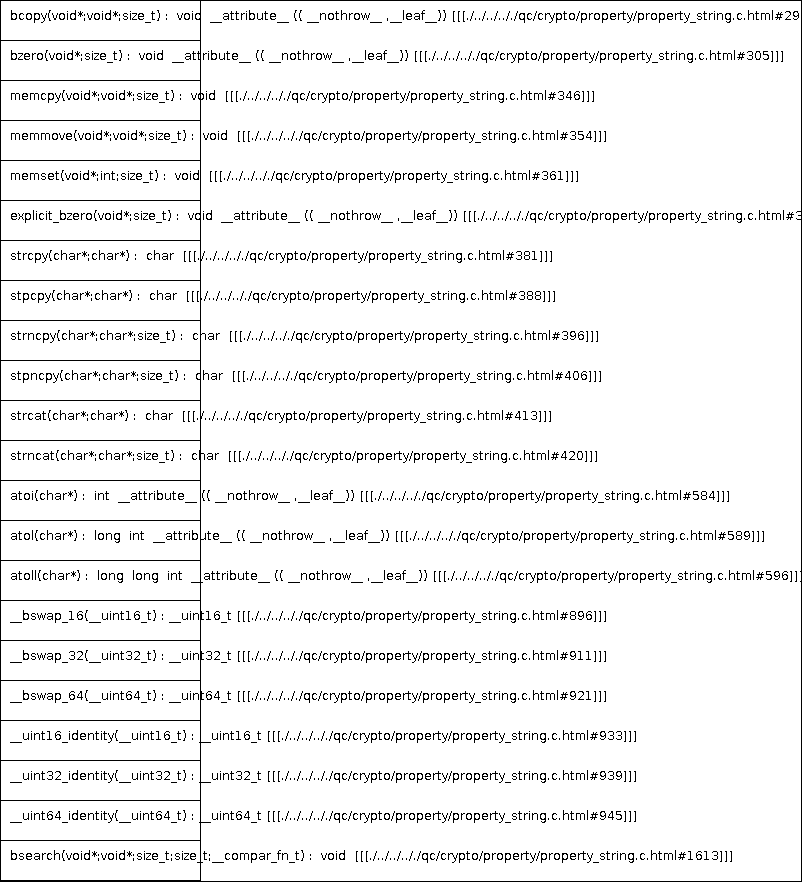 bcopy(void*;void*;size_t) : void __attribute__ (( __nothrow__ ,__leaf__)) [[[./../../../../qc/crypto/property/property_string.c.html#29
bzero(void*;size_t) : void __attribute__ (( __nothrow__ ,__leaf__)) [[[./../../../../qc/crypto/property/property_string.c.html#305]]]
memcpy(void*;void*;size_t) : void [[[./../../../../qc/crypto/property/property_string.c.html#346]]]
memmove(void*;void*;size_t) : void [[[./../../../../qc/crypto/property/property_string.c.html#354]]]
memset(void*;int;size_t) : void [[[./../../../../qc/crypto/property/property_string.c.html#361]]]
explicit_bzero(void*;size_t) : void __attribute__ (( __nothrow__ ,__leaf__)) [[[./../../../../qc/crypto/property/property_string.c.html#3
strcpy(char*;char*) : char [[[./../../../../qc/crypto/property/property_string.c.html#381]]]
stpcpy(char*;char*) : char [[[./../../../../qc/crypto/property/property_string.c.html#388]]]
strncpy(char*;char*;size_t) : char [[[./../../../../qc/crypto/property/property_string.c.html#396]]]
stpncpy(char*;char*;size_t) : char [[[./../../../../qc/crypto/property/property_string.c.html#406]]]
strcat(char*;char*) : char [[[./../../../../qc/crypto/property/property_string.c.html#413]]]
strncat(char*;char*;size_t) : char [[[./../../../../qc/crypto/property/property_string.c.html#420]]]
atoi(char*) : int __attribute__ (( __nothrow__ ,__leaf__)) [[[./../../../../qc/crypto/property/property_string.c.html#584]]]
atol(char*) : long int __attribute__ (( __nothrow__ ,__leaf__)) [[[./../../../../qc/crypto/property/property_string.c.html#589]]]
atoll(char*) : long long int __attribute__ (( __nothrow__ ,__leaf__)) [[[./../../../../qc/crypto/property/property_string.c.html#596]]]
__bswap_16(__uint16_t) : __uint16_t [[[./../../../../qc/crypto/property/property_string.c.html#896]]]
__bswap_32(__uint32_t) : __uint32_t [[[./../../../../qc/crypto/property/property_string.c.html#911]]]
__bswap_64(__uint64_t) : __uint64_t [[[./../../../../qc/crypto/property/property_string.c.html#921]]]
__uint16_identity(__uint16_t) : __uint16_t [[[./../../../../qc/crypto/property/property_string.c.html#933]]]
__uint32_identity(__uint32_t) : __uint32_t [[[./../../../../qc/crypto/property/property_string.c.html#939]]]
__uint64_identity(__uint64_t) : __uint64_t [[[./../../../../qc/crypto/property/property_string.c.html#945]]]
bsearch(void*;void*;size_t;size_t;__compar_fn_t) : void [[[./../../../../qc/crypto/property/property_string.c.html#1613]]]